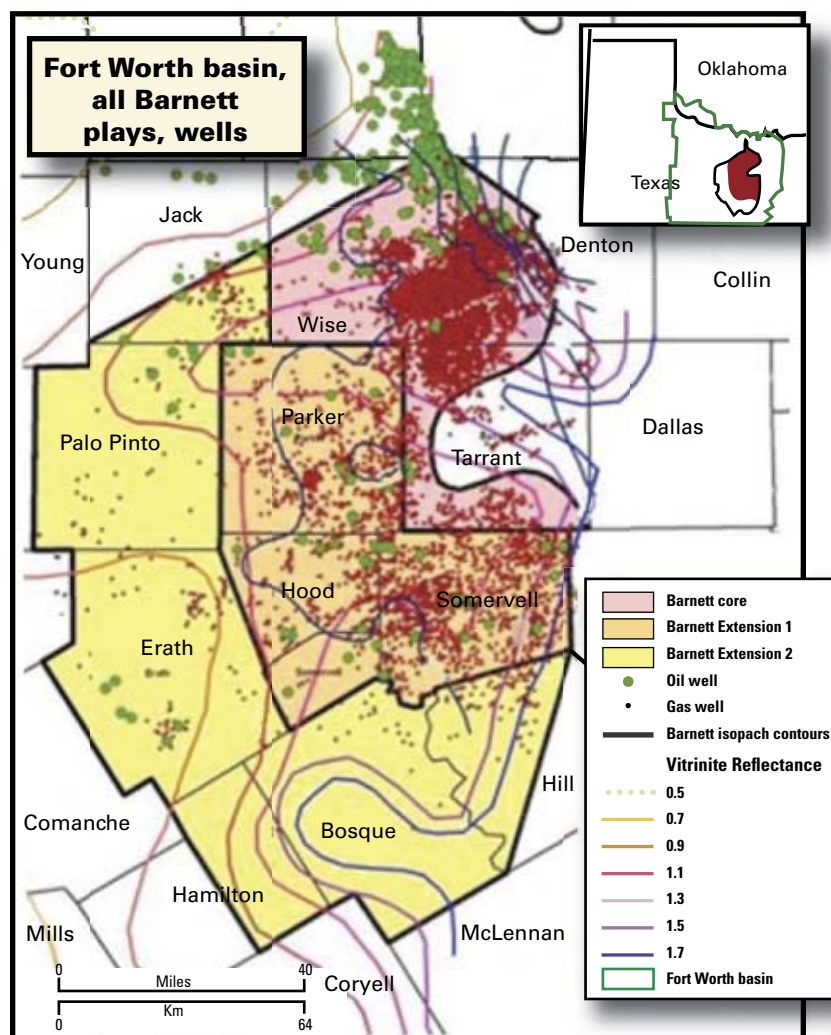 Fort Worth basin,
all Barnett
plays, wells
Oklahoma
Texas
Jack
Young
Denton
Collin
Wise
Parker
Palo Pinto
Tarrant
Dallas
Hood
Somervell
Erath
Hill
Comanche
Bosque
Hamilton
Mills
McLennan
Coryell
Barnett core
Barnett Extension 1
Barnett Extension 2
Oil well
Gas well
Barnett isopach contours
Vitrinite Reflectance
0.5
0.7
0.9
1.1
1.3
1.5
1.7
Fort Worth basin
0 40
Miles
Km
0 64